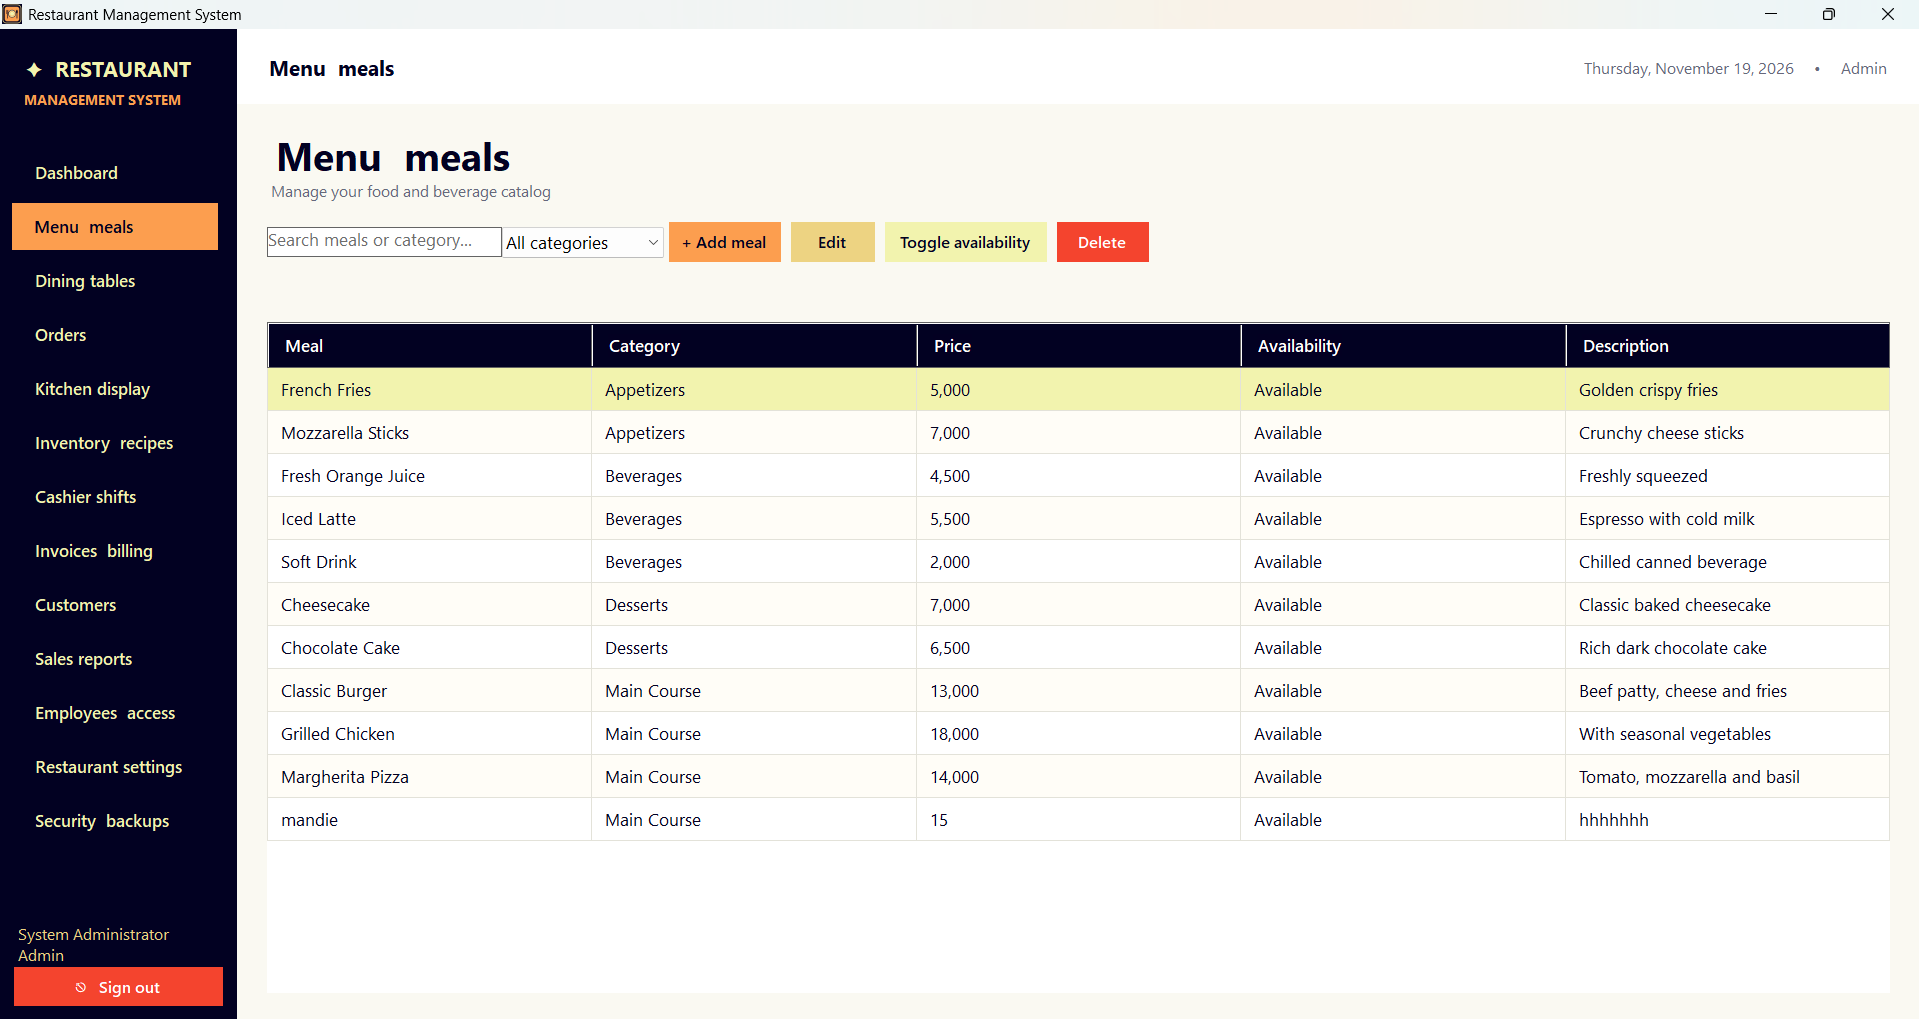 Restaurant Management System
✦ RESTAURANT
MANAGEMENT SYSTEM
Dashboard
Menu meals
Dining tables
Orders
Kitchen display
Inventory recipes
Cashier shifts
Invoices billing
Customers
Sales reports
Employees access
Restaurant settings
Security backups
System Administrator
Admin
Sign out
Menu meals
Thursday, November 19, 2026 • Admin
Menu meals
Manage your food and beverage catalog
Search meals or category... All categories + Add meal Edit Toggle availability Delete
Meal Category Price Availability Description
French Fries Appetizers 5,000 Available Golden crispy fries
Mozzarella Sticks Appetizers 7,000 Available Crunchy cheese sticks
Fresh Orange Juice Beverages 4,500 Available Freshly squeezed
Iced Latte Beverages 5,500 Available Espresso with cold milk
Soft Drink Beverages 2,000 Available Chilled canned beverage
Cheesecake Desserts 7,000 Available Classic baked cheesecake
Chocolate Cake Desserts 6,500 Available Rich dark chocolate cake
Classic Burger Main Course 13,000 Available Beef patty, cheese and fries
Grilled Chicken Main Course 18,000 Available With seasonal vegetables
Margherita Pizza Main Course 14,000 Available Tomato, mozzarella and basil
mandie Main Course 15 Available hhhhhhh